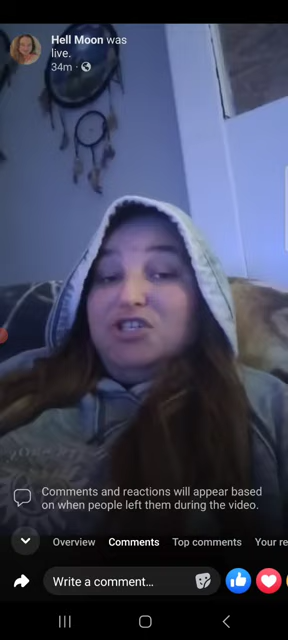 Hell Moon was
live.
34m ·
Comments and reactions will appear based
on when people left them during the video.
Overview Comments Top comments Your re
Write a comment...